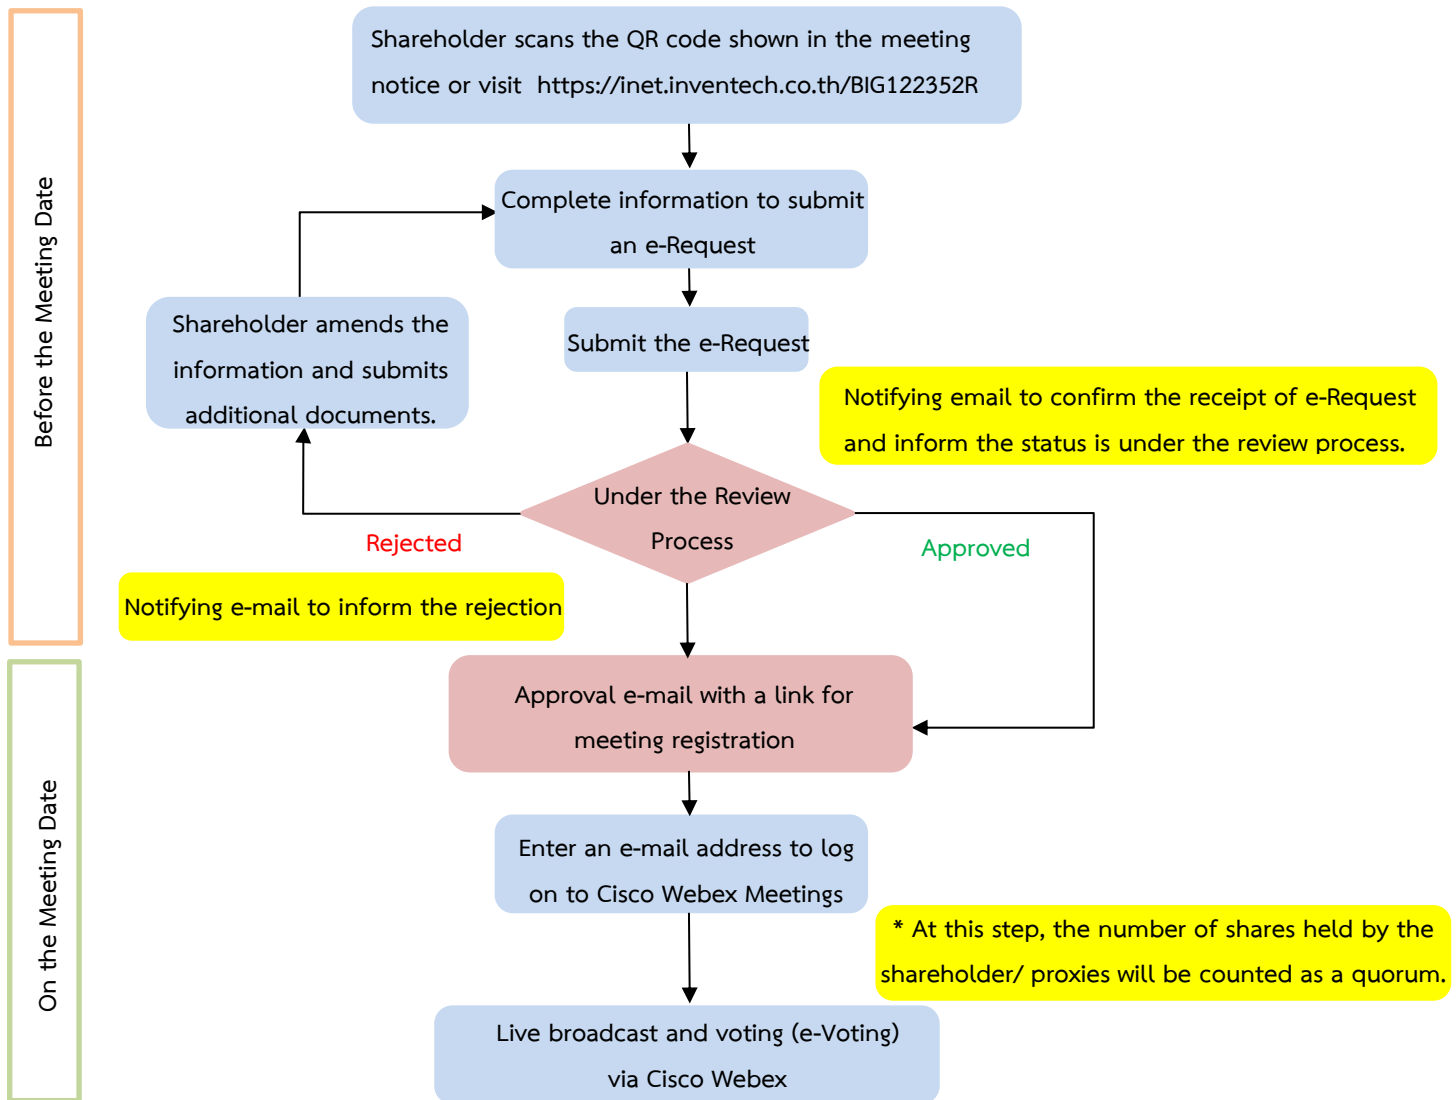 Before the Meeting Date
Shareholder scans the QR code shown in the meeting
notice or visit https://inet.inventech.co.th/BIG122352R
Complete information to submit
an e-Request
Shareholder amends the
information and submits
additional documents.
Submit the e-Request
Notifying email to confirm the receipt of e-Request
and inform the status is under the review process.
Under the Review
Process
Rejected
Approved
Notifying e-mail to inform the rejection
On the Meeting Date
Approval e-mail with a link for
meeting registration
Enter an e-mail address to log
on to Cisco Webex Meetings
* At this step, the number of shares held by the
shareholder/ proxies will be counted as a quorum.
Live broadcast and voting (e-Voting)
via Cisco Webex